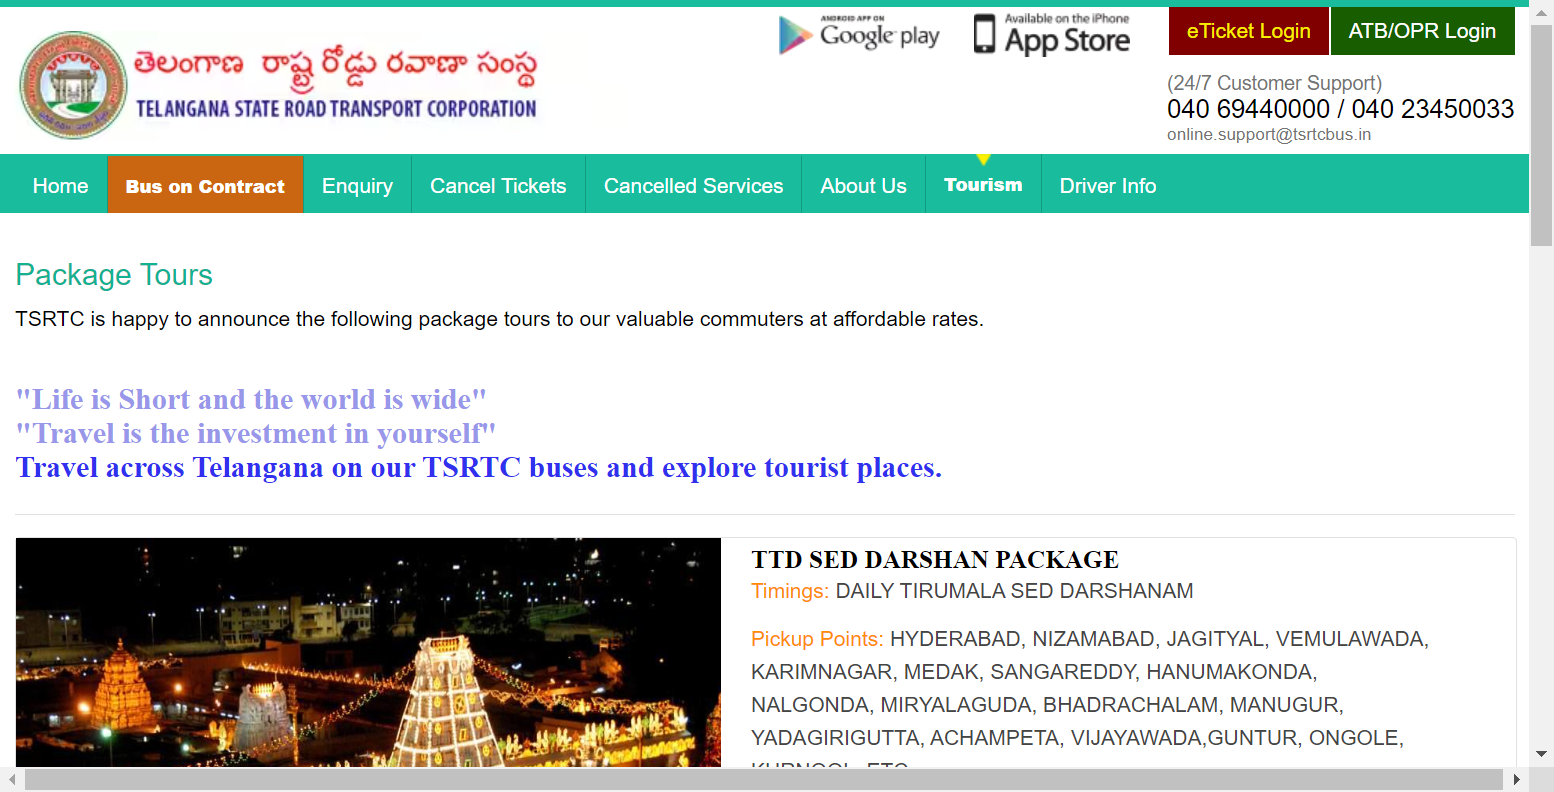 తెలంగాణ రాష్ట్ర రోడ్డు రవాణా సంస్థ
TELANGANA STATE ROAD TRANSPORT CORPORATION
ANDROID APP ON
Google play
Available on the iPhone
App Store
eTicket Login
ATB/OPR Login
(24/7 Customer Support)
040 69440000 / 040 23450033
online.support@tsrtcbus.in
Home
Bus on Contract
Enquiry
Cancel Tickets
Cancelled Services
About Us
Tourism
Driver Info
Package Tours
TSRTC is happy to announce the following package tours to our valuable commuters at affordable rates.
"Life is Short and the world is wide"
"Travel is the investment in yourself"
Travel across Telangana on our TSRTC buses and explore tourist places.
TTD SED DARSHAN PACKAGE
Timings: DAILY TIRUMALA SED DARSHANAM
Pickup Points: HYDERABAD, NIZAMABAD, JAGITYAL, VEMULAWADA,
KARIMNAGAR, MEDAK, SANGAREDDY, HANUMAKONDA,
NALGONDA, MIRYALAGUDA, BHADRACHALAM, MANUGUR,
YADAGIRIGUTTA, ACHAMPETA, VIJAYAWADA,GUNTUR, ONGOLE,